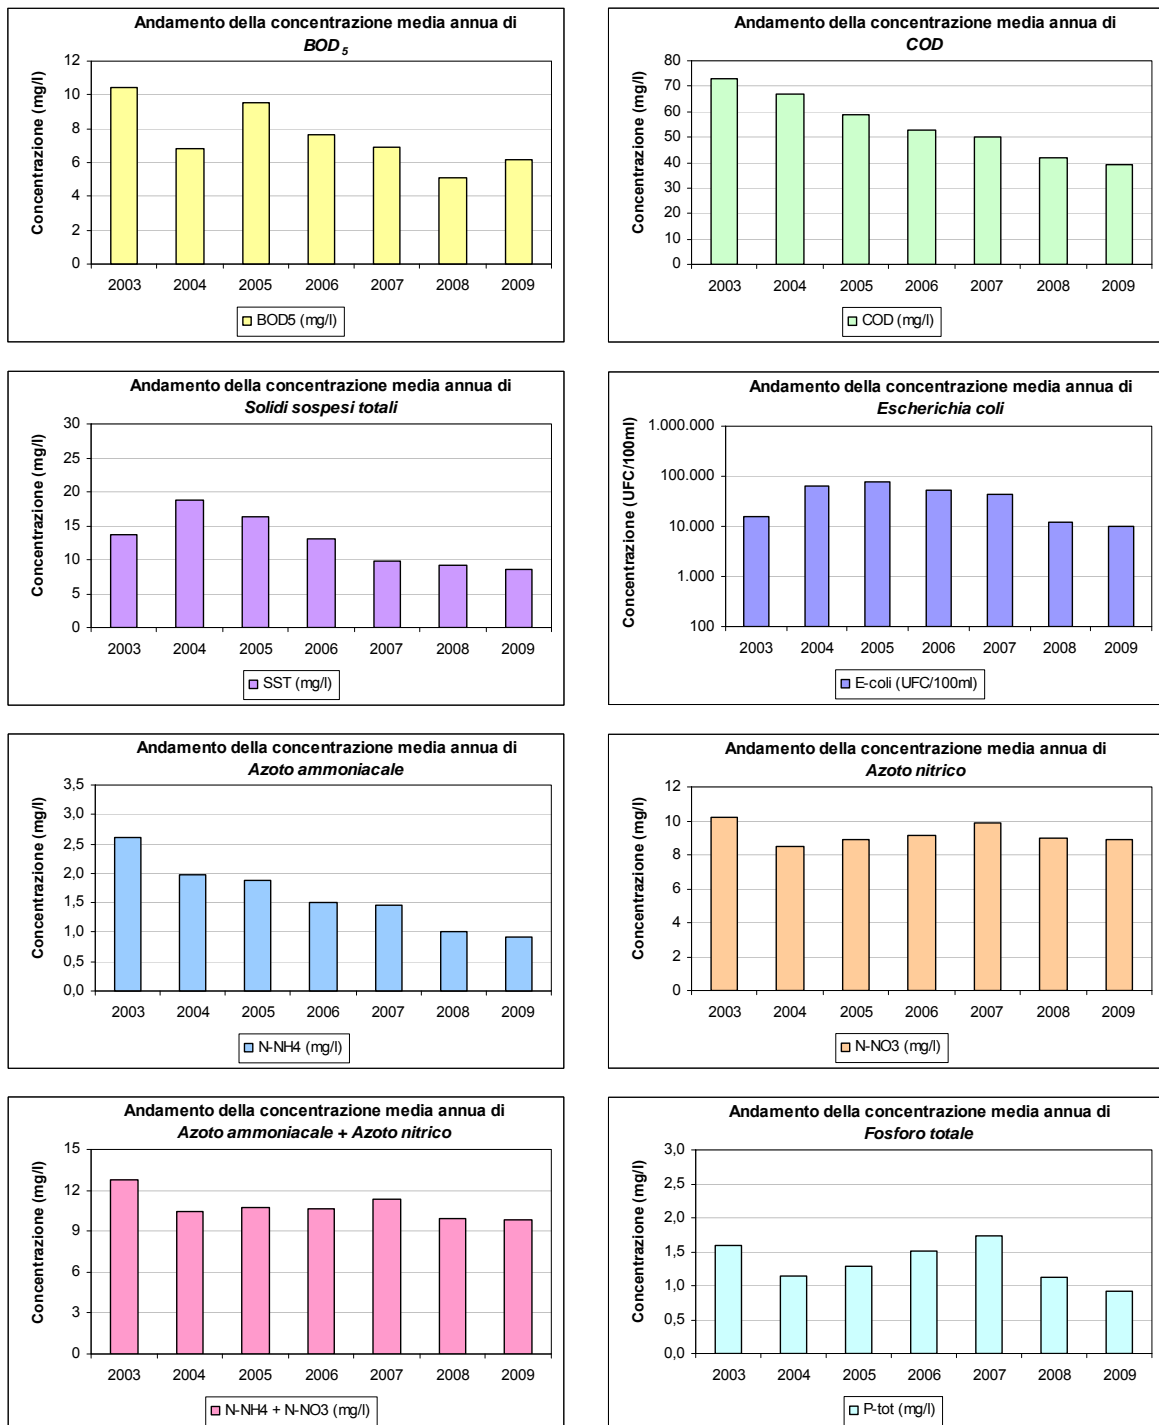 Andamento della concentrazione media annua di
BOD5
Concentrazione (mg/l)
12
10
8
6
4
2
0
2003 2004 2005 2006 2007 2008 2009
BOD5 (mg/l)
Andamento della concentrazione media annua di
COD
Concentrazione (mg/l)
80
70
60
50
40
30
20
10
0
2003 2004 2005 2006 2007 2008 2009
COD (mg/l)
Andamento della concentrazione media annua di
Solidi sospesi totali
Concentrazione (mg/l)
30
25
20
15
10
5
0
2003 2004 2005 2006 2007 2008 2009
SST (mg/l)
Andamento della concentrazione media annua di
Escherichia coli
Concentrazione (UFC/100ml)
1.000.000
100.000
10.000
1.000
100
2003 2004 2005 2006 2007 2008 2009
E-coli (UFC/100ml)
Andamento della concentrazione media annua di
Azoto ammoniacale
Concentrazione (mg/l)
3,5
3,0
2,5
2,0
1,5
1,0
0,5
0,0
2003 2004 2005 2006 2007 2008 2009
N-NH4 (mg/l)
Andamento della concentrazione media annua di
Azoto nitrico
Concentrazione (mg/l)
12
10
8
6
4
2
0
2003 2004 2005 2006 2007 2008 2009
N-NO3 (mg/l)
Andamento della concentrazione media annua di
Azoto ammoniacale + Azoto nitrico
Concentrazione (mg/l)
15
12
9
6
3
0
2003 2004 2005 2006 2007 2008 2009
N-NH4 + N-NO3 (mg/l)
Andamento della concentrazione media annua di
Fosforo totale
Concentrazione (mg/l)
3,0
2,5
2,0
1,5
1,0
0,5
0,0
2003 2004 2005 2006 2007 2008 2009
P-tot (mg/l)